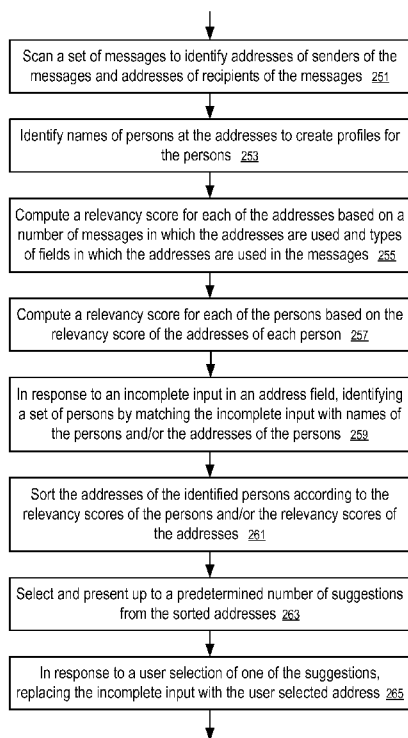 Scan a set of messages to identify addresses of senders of the
messages and addresses of recipients of the messages 251
Identify names of persons at the addresses to create profiles for
the persons 253
Compute a relevancy score for each of the addresses based on a
number of messages in which the addresses are used and types
of fields in which the addresses are used in the messages 255
Compute a relevancy score for each of the persons based on the
relevancy score of the addresses of each person 257
In response to an incomplete input in an address field, identifying
a set of persons by matching the incomplete input with names of
the persons and/or the addresses of the persons 259
Sort the addresses of the identified persons according to the
relevancy scores of the persons and/or the relevancy scores of
the addresses 261
Select and present up to a predetermined number of suggestions
from the sorted addresses 263
In response to a user selection of one of the suggestions,
replacing the incomplete input with the user selected address 265